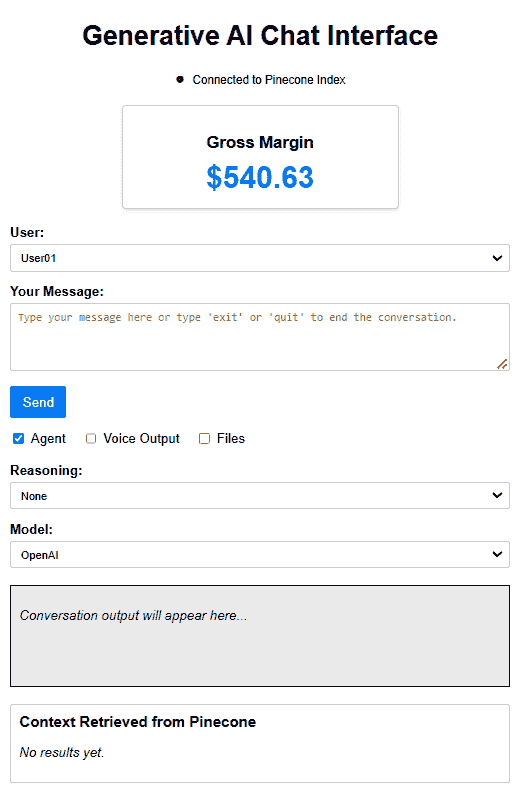 Generative AI Chat Interface
Connected to Pinecone Index
Gross Margin
$540.63
User:
User01
Your Message:
Type your message here or type 'exit' or 'quit' to end the conversation.
Send
Agent Voice Output Files
Reasoning:
None
Model:
OpenAI
Conversation output will appear here...
Context Retrieved from Pinecone
No results yet.